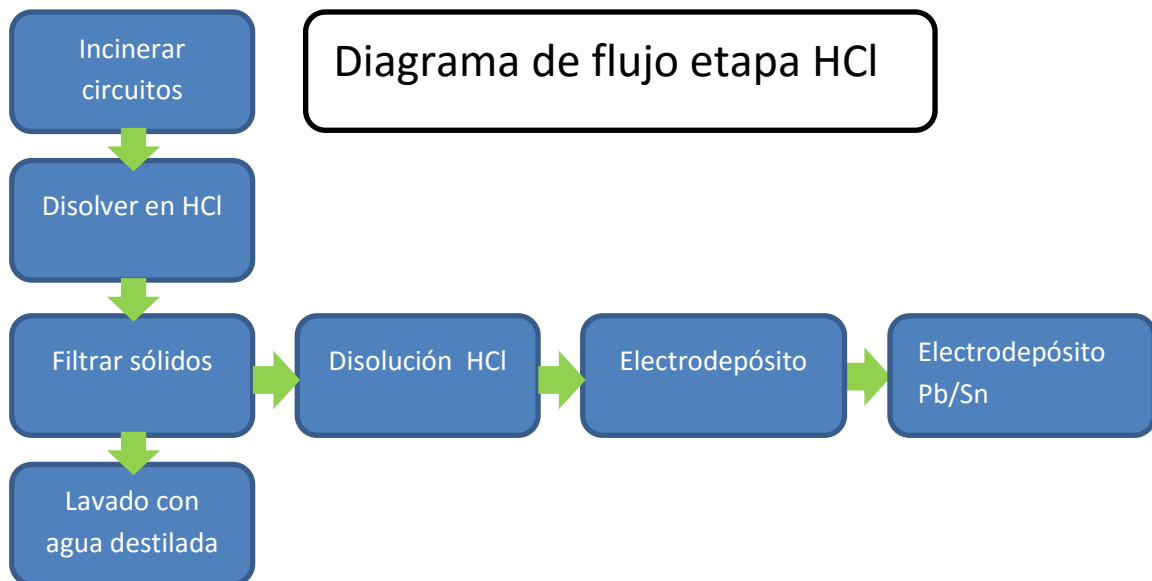 Incinerar
circuitos
Diagrama de flujo etapa HCl
Disolver en HCl
Filtrar sólidos
Disolución HCl
Electrodepósito
Electrodepósito
Pb/Sn
Lavado con
agua destilada